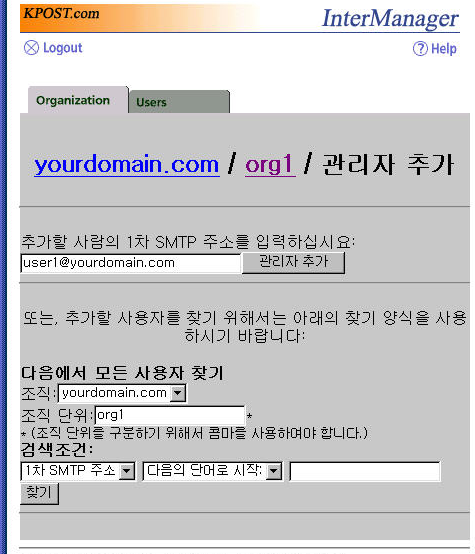 KPOST.com
InterManager
Logout
Help
Organization Users
yourdomain.com / org1 / 관리자 추가
추가할 사람의 1차 SMTP 주소를 입력하십시요:
user1@yourdomain.com 관리자 추가
또는, 추가할 사용자를 찾기 위해서는 아래의 찾기 양식을 사용
하시기 바랍니다:
다음에서 모든 사용자 찾기
조직: yourdomain.com
조직 단위: org1 *
* (조직 단위를 구분하기 위해서 콤마를 사용하여야 합니다.)
검색조건:
1차 SMTP 주소 다음의 단어로 시작:
찾기